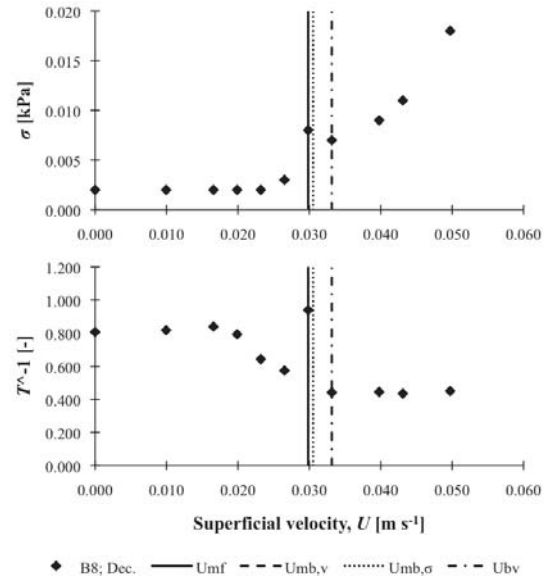 0.020
0.015
0.010
0.005
0.000
σ [kPa]
0.000 0.010 0.020 0.030 0.040 0.050 0.060
1.200
1.000
0.800
0.600
0.400
0.200
0.000
T^-1 [-]
0.000 0.010 0.020 0.030 0.040 0.050 0.060
Superficial velocity, U [m s⁻¹]
B8; Dec. Umf Umb,v Umb,σ Ubv